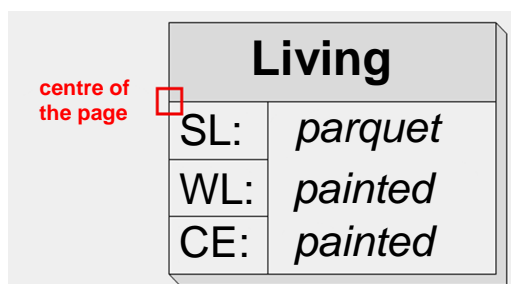 Living
centre of
the page
SL: parquet
WL: painted
CE: painted